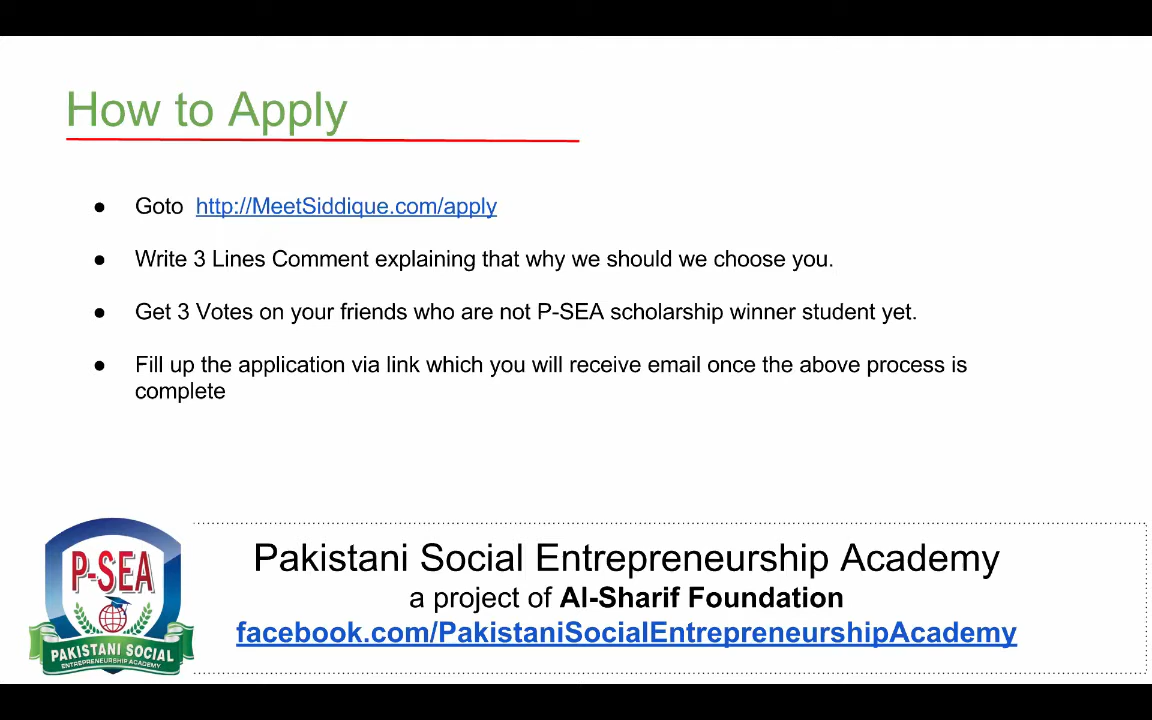 How to Apply
● Goto http://MeetSiddique.com/apply
● Write 3 Lines Comment explaining that why we should we choose you.
● Get 3 Votes on your friends who are not P-SEA scholarship winner student yet.
● Fill up the application via link which you will receive email once the above process is
complete
P-SEA
PAKISTANI SOCIAL
ENTREPRENEURSHIP ACADEMY
Pakistani Social Entrepreneurship Academy
a project of Al-Sharif Foundation
facebook.com/PakistaniSocialEntrepreneurshipAcademy